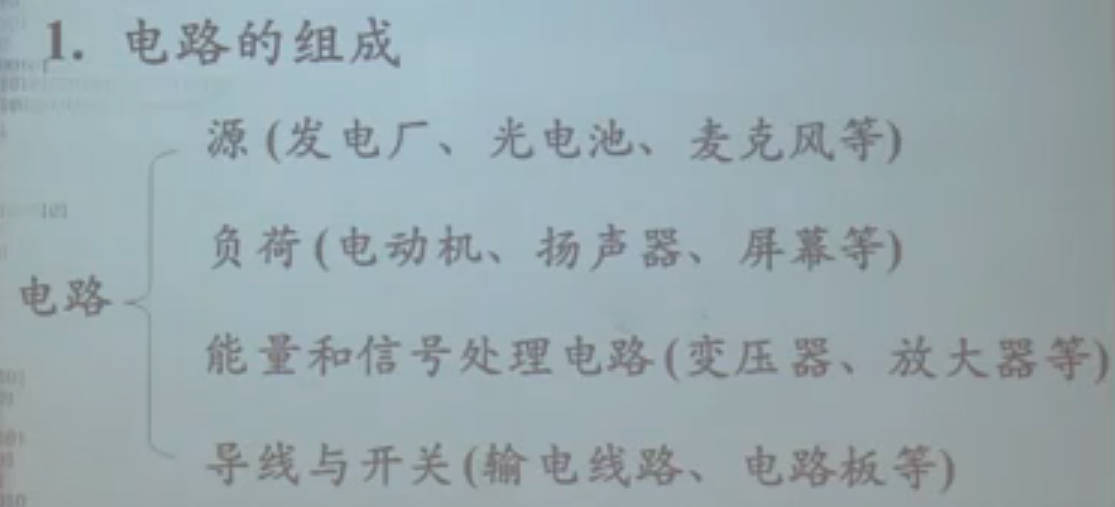 1. 电路的组成
源(发电厂、光电池、麦克风等)
负荷(电动机、扬声器、屏幕等)
电路
能量和信号处理电路(变压器、放大器等)
导线与开关(输电线路、电路板等)